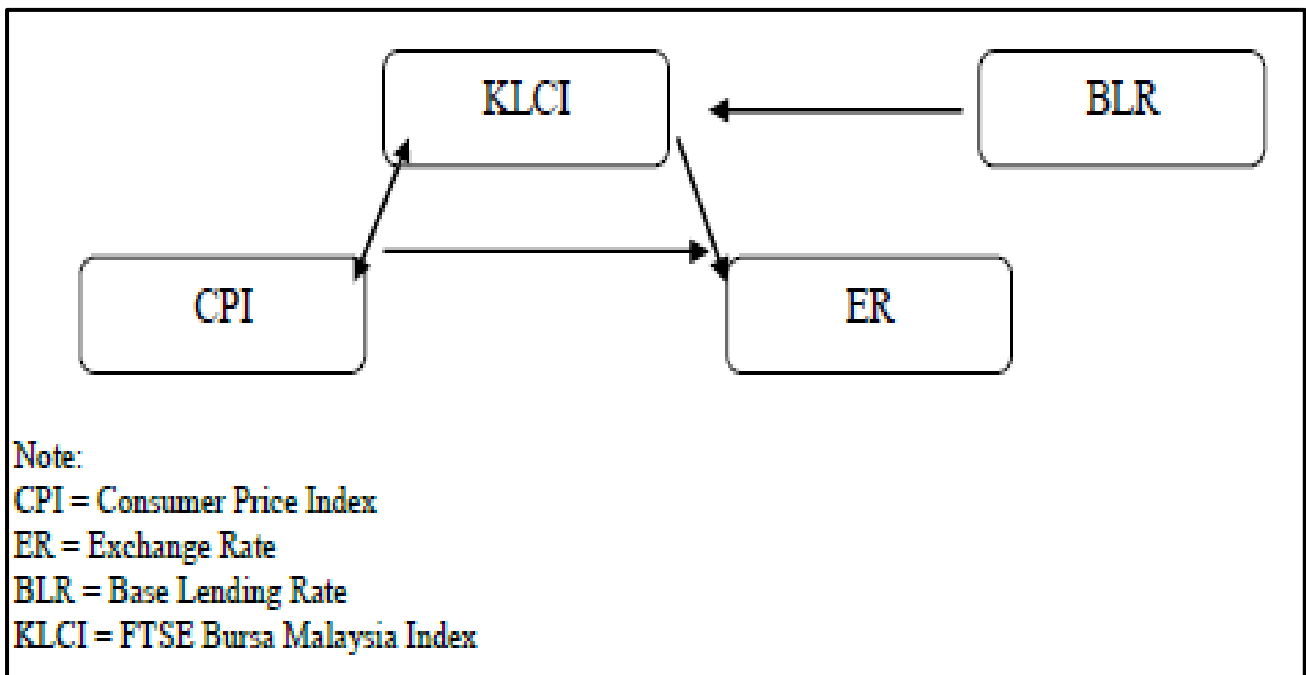 KLCI
BLR
CPI
ER
Note:
CPI = Consumer Price Index
ER = Exchange Rate
BLR = Base Lending Rate
KLCI = FTSE Bursa Malaysia Index